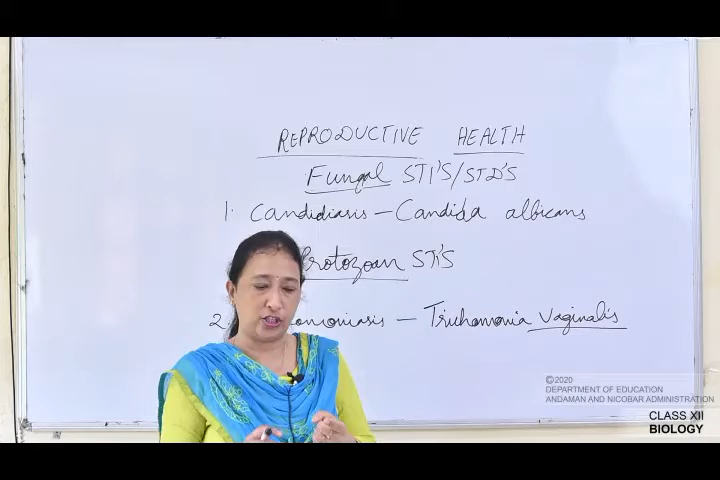 REPRODUCTIVE HEALTH
Fungal STI'S/STD'S
1. Candidiasis – Candida albicans
Protozoan STI'S
2. – Trichomonia vaginalis
©2020
DEPARTMENT OF EDUCATION
ANDAMAN AND NICOBAR ADMINISTRATION
CLASS XII
BIOLOGY